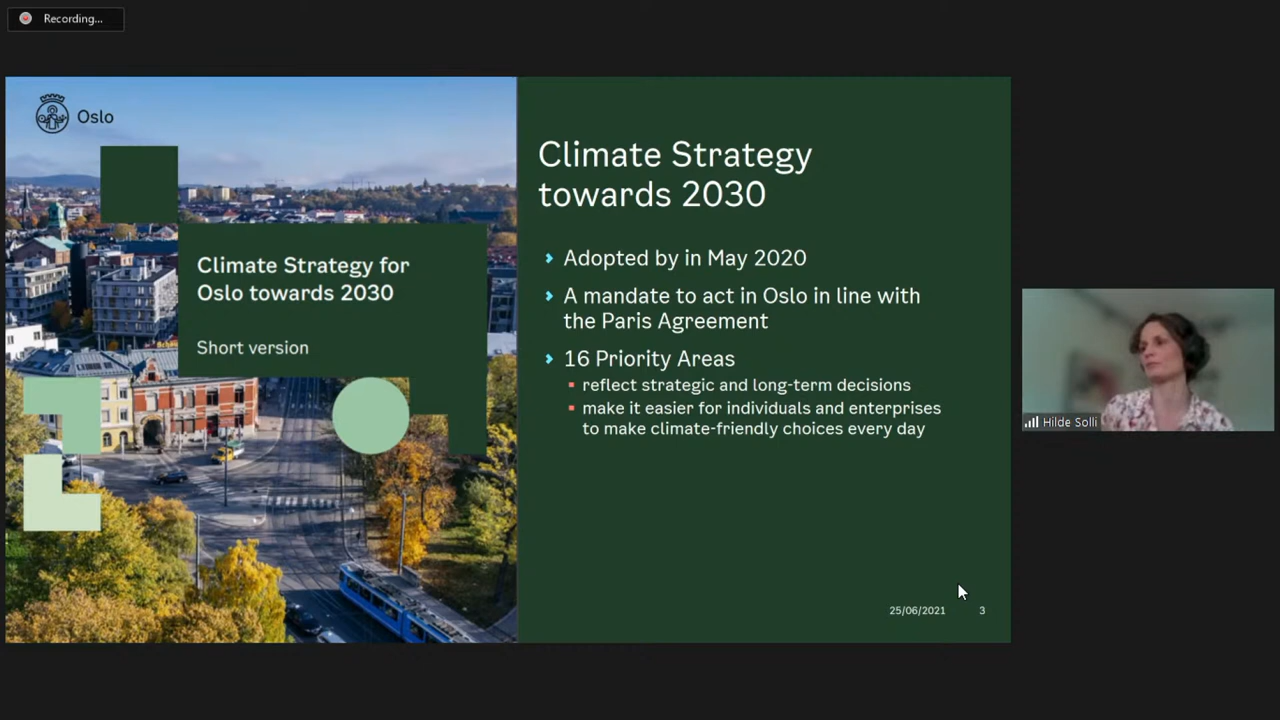 Recording...
Oslo
Climate Strategy for
Oslo towards 2030
Short version
Climate Strategy
towards 2030
Adopted by in May 2020
A mandate to act in Oslo in line with
the Paris Agreement
16 Priority Areas
reflect strategic and long-term decisions
make it easier for individuals and enterprises
to make climate-friendly choices every day
25/06/2021
3
Hilde Solli